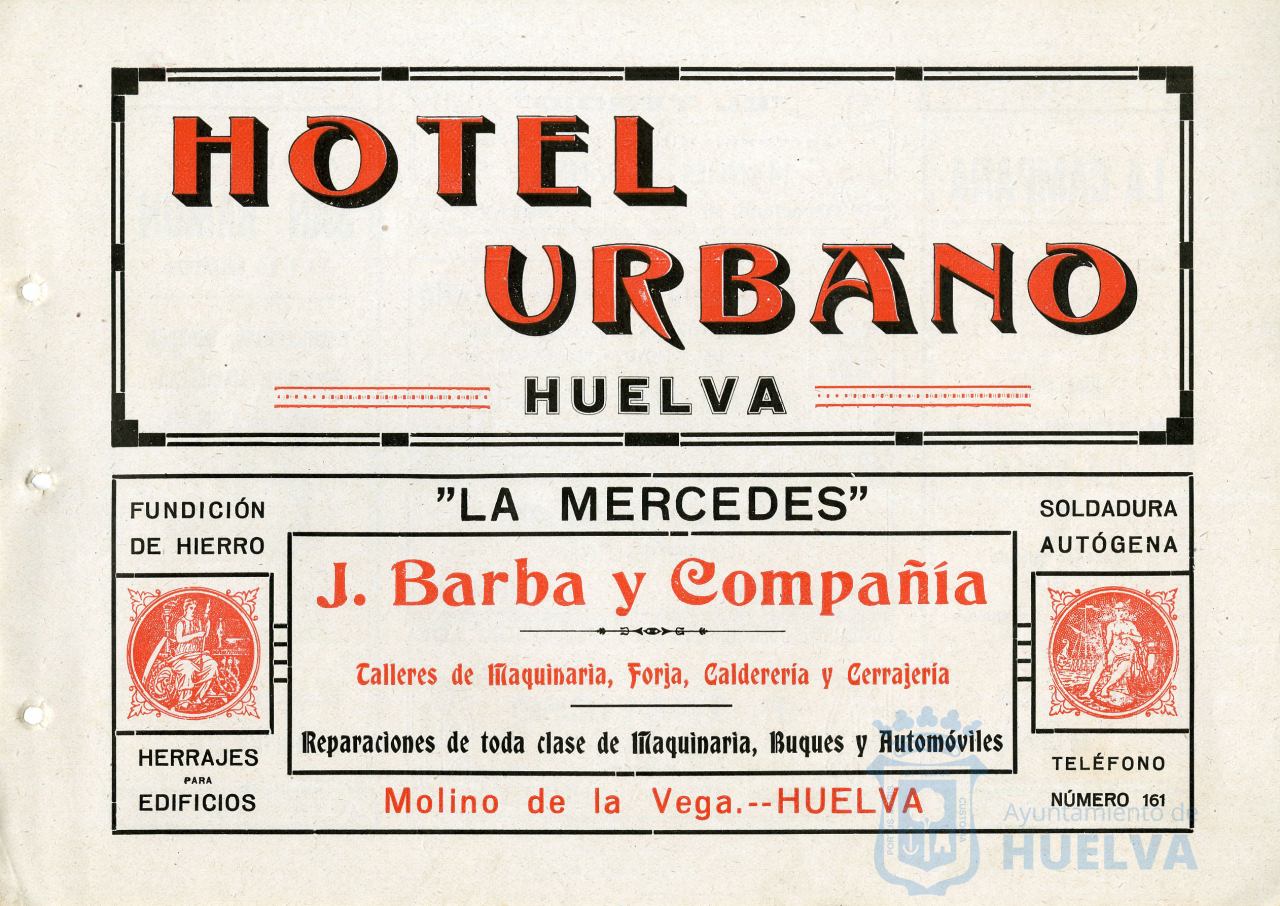 HOTEL
URBANO
HUELVA
"LA MERCEDES"
FUNDICIÓN
DE HIERRO
SOLDADURA
AUTÓGENA
J. Barba y Compañía
Talleres de Maquinaria, Forja, Calderería y Cerrajería
Reparaciones de toda clase de Maquinaria, Buques y Automóviles
HERRAJES
PARA
EDIFICIOS
TELÉFONO
NÚMERO 161
Molino de la Vega.--HUELVA
Ayuntamiento de
HUELVA